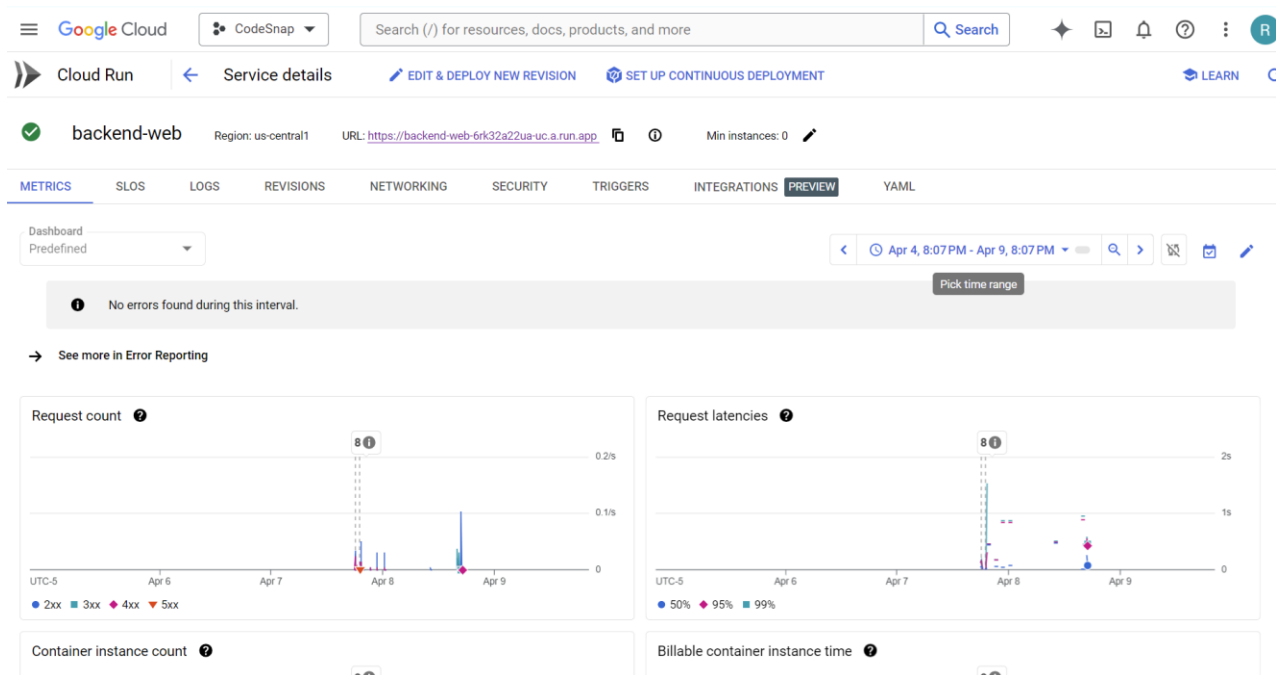 Google Cloud CodeSnap Search (/) for resources, docs, products, and more Search R
Cloud Run Service details EDIT & DEPLOY NEW REVISION SET UP CONTINUOUS DEPLOYMENT LEARN
backend-web Region: us-central1 URL: https://backend-web-6rk32a22ua-uc.a.run.app Min instances: 0
METRICS SLOS LOGS REVISIONS NETWORKING SECURITY TRIGGERS INTEGRATIONS PREVIEW YAML
Dashboard
Predefined
Apr 4, 8:07 PM - Apr 9, 8:07 PM
Pick time range
No errors found during this interval.
See more in Error Reporting
Request count
8
0.2/s
0.1/s
0
UTC-5 Apr 6 Apr 7 Apr 8 Apr 9
2xx 3xx 4xx 5xx
Request latencies
8
2s
1s
0
UTC-5 Apr 6 Apr 7 Apr 8 Apr 9
50% 95% 99%
Container instance count
Billable container instance time